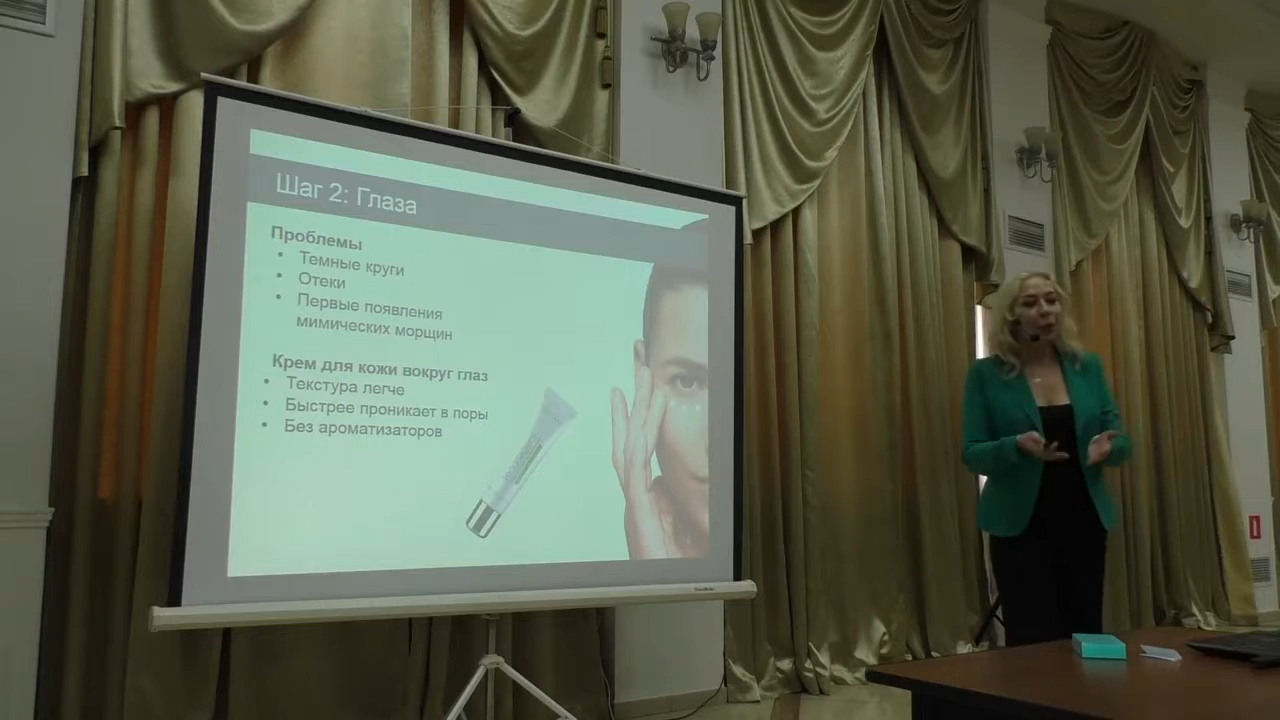 Шаг 2: Глаза
Проблемы
• Темные круги
• Отеки
• Первые появления
мимических морщин
Крем для кожи вокруг глаз
• Текстура легче
• Быстрее проникает в поры
• Без ароматизаторов